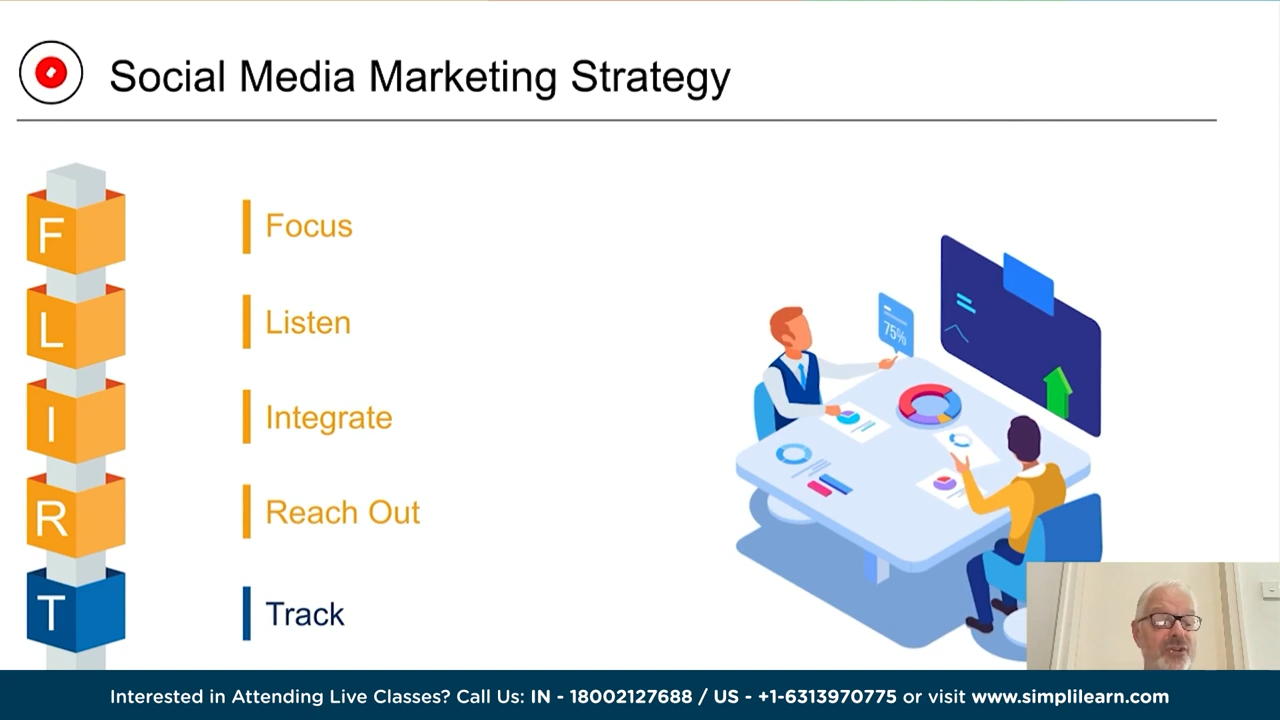 Social Media Marketing Strategy
F
Focus
L
Listen
I
Integrate
R
Reach Out
T
Track
75%
Interested in Attending Live Classes? Call Us: IN - 18002127688 / US - +1-6313970775 or visit www.simplilearn.com